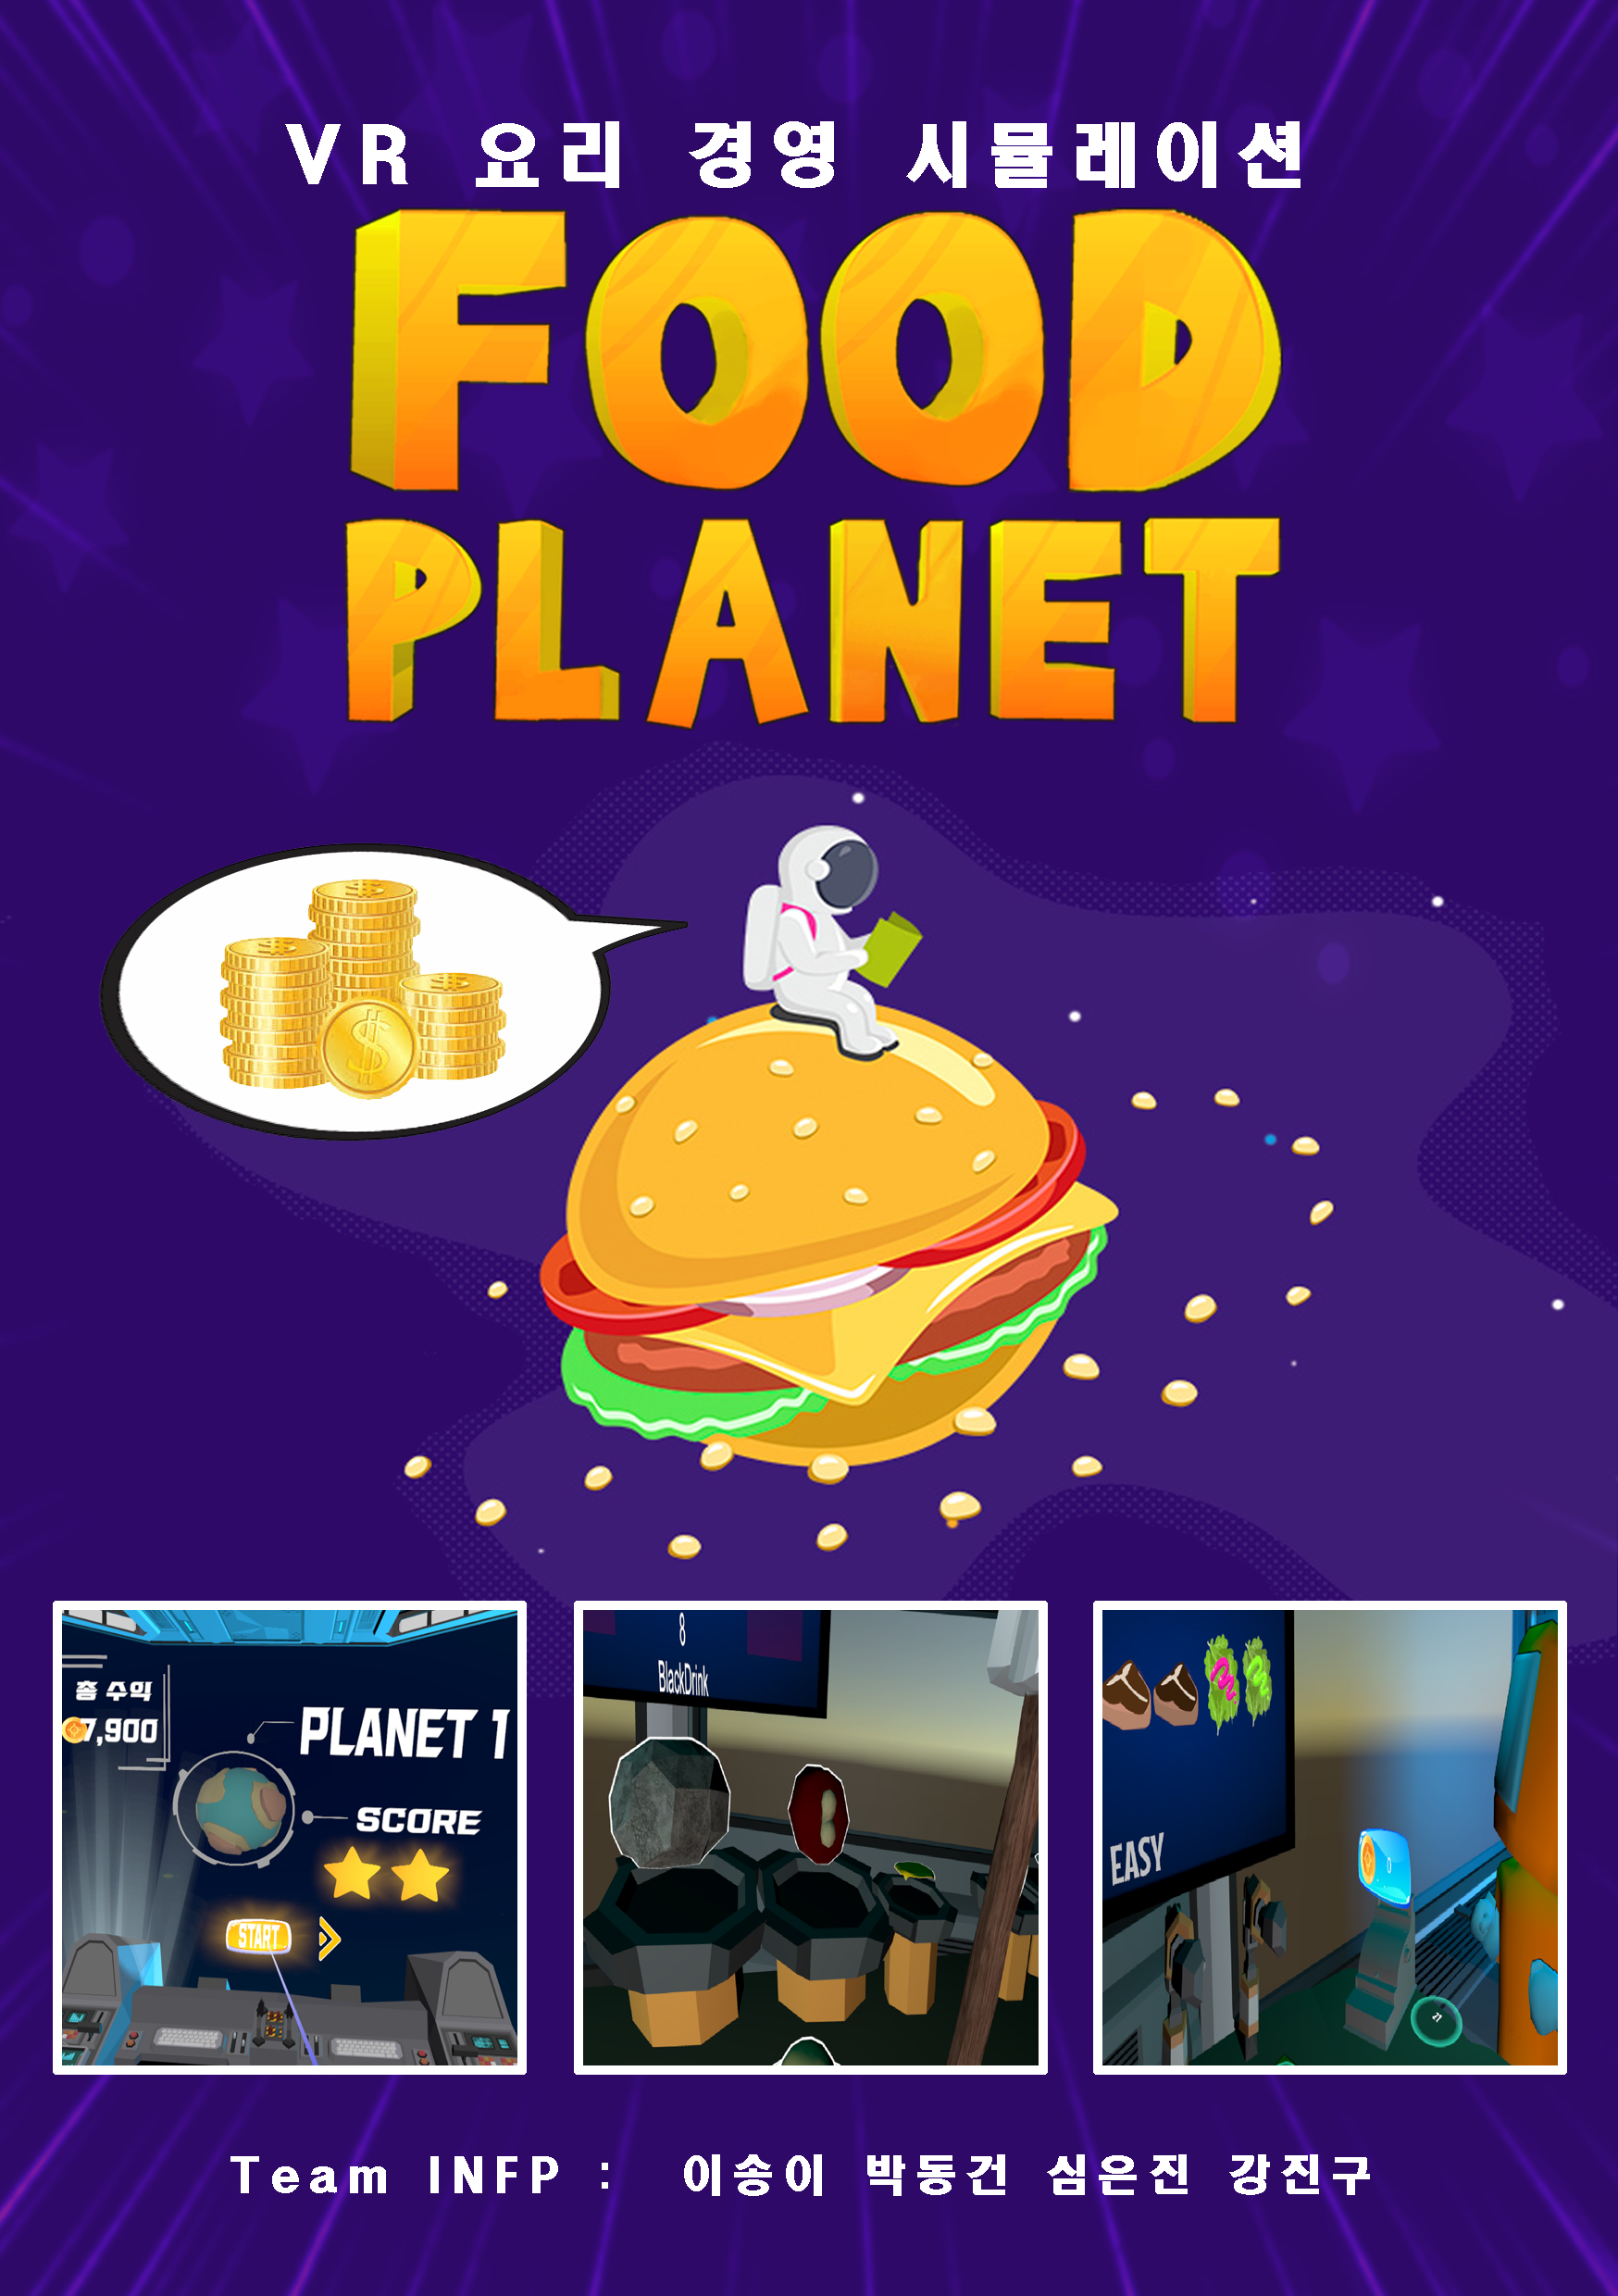 VR 요리 경영 시뮬레이션
FOOD
PLANET
총 수익
7,900
PLANET 1
SCORE
START
8
BlackDrink
EASY
0
21
Team INFP : 이송이 박동건 심은진 강진구